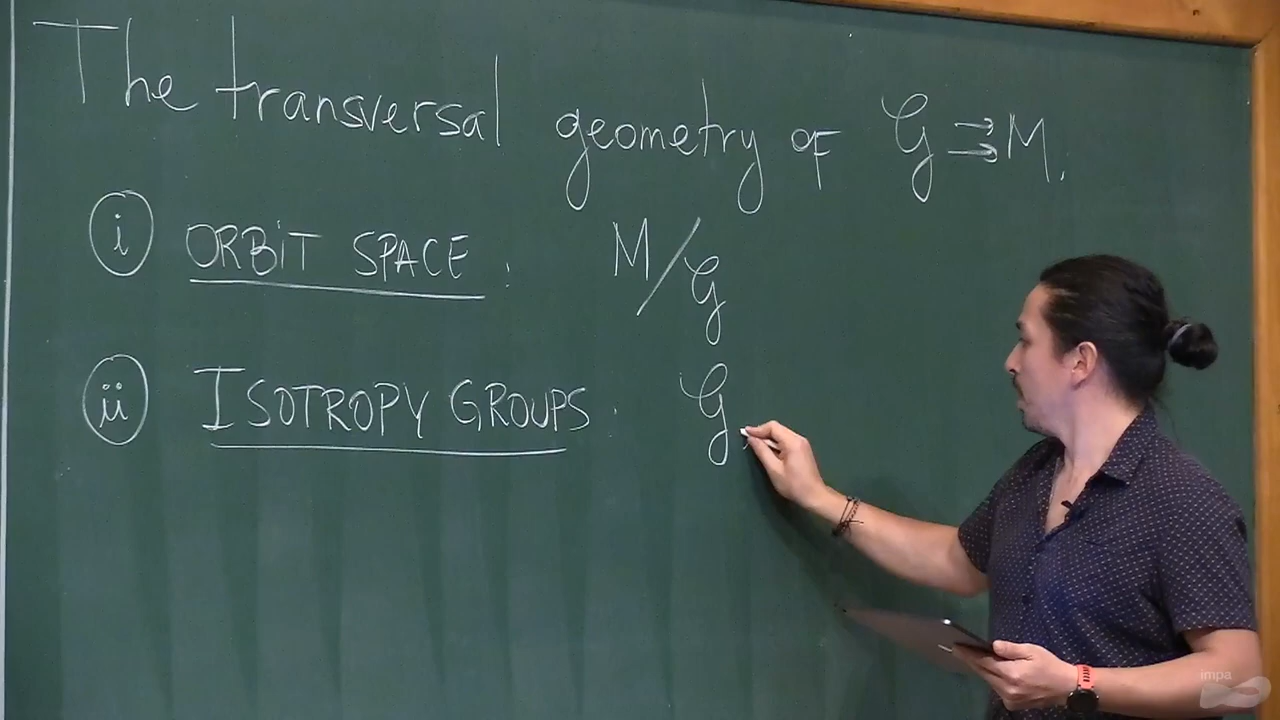 The transversal geometry of 𝒢 ⇉ M.
(i) ORBIT SPACE : M/𝒢
(ii) ISOTROPY GROUPS : 𝒢
impa